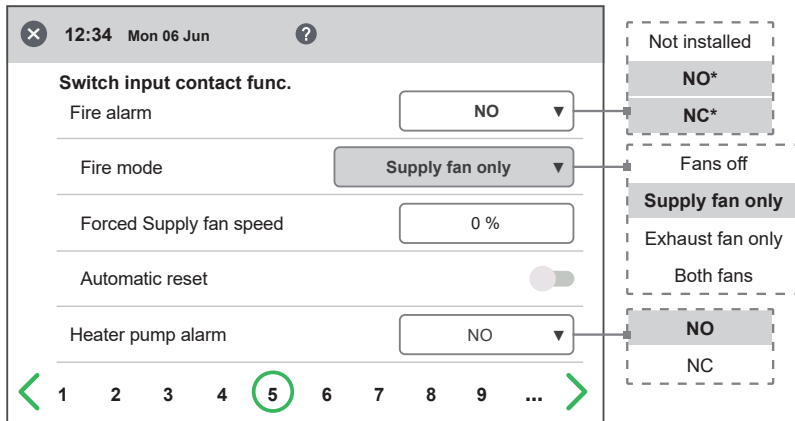 12:34 Mon 06 Jun ?
Switch input contact func.
Fire alarm NO ▼
Fire mode Supply fan only ▼
Forced Supply fan speed 0 %
Automatic reset
Heater pump alarm NO ▼
1 2 3 4 5 6 7 8 9 ...
Not installed
NO*
NC*
Fans off
Supply fan only
Exhaust fan only
Both fans
NO
NC